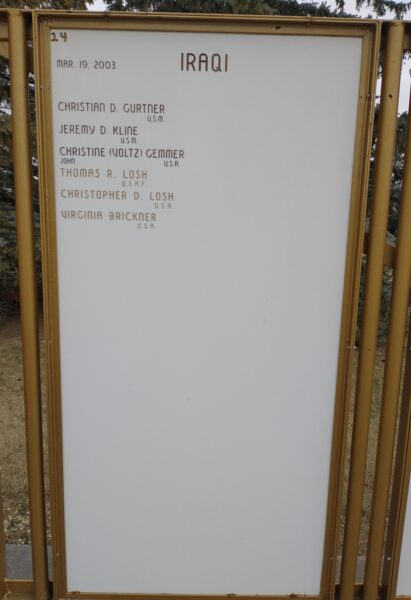 14
MAR. 19. 2003 IRAQI
CHRISTIAN D. GURTNER
U.S.M.
JEREMY D. KLINE
U.S.M.
CHRISTINE (VOLTZ) GEMMER
JOHN U.S.A.
THOMAS R. LOSH
U.S.A.F.
CHRISTOPHER D. LOSH
U.S.A.
VIRGINIA BRICKNER
U.S.A.